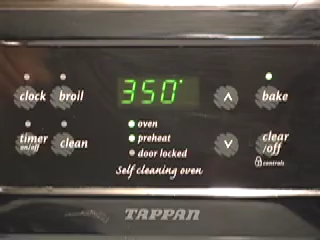 350°
clock broil ∧ bake
oven
preheat
door locked
timer on/off clean ∨ clear /off
controls
Self cleaning oven
TAPPAN